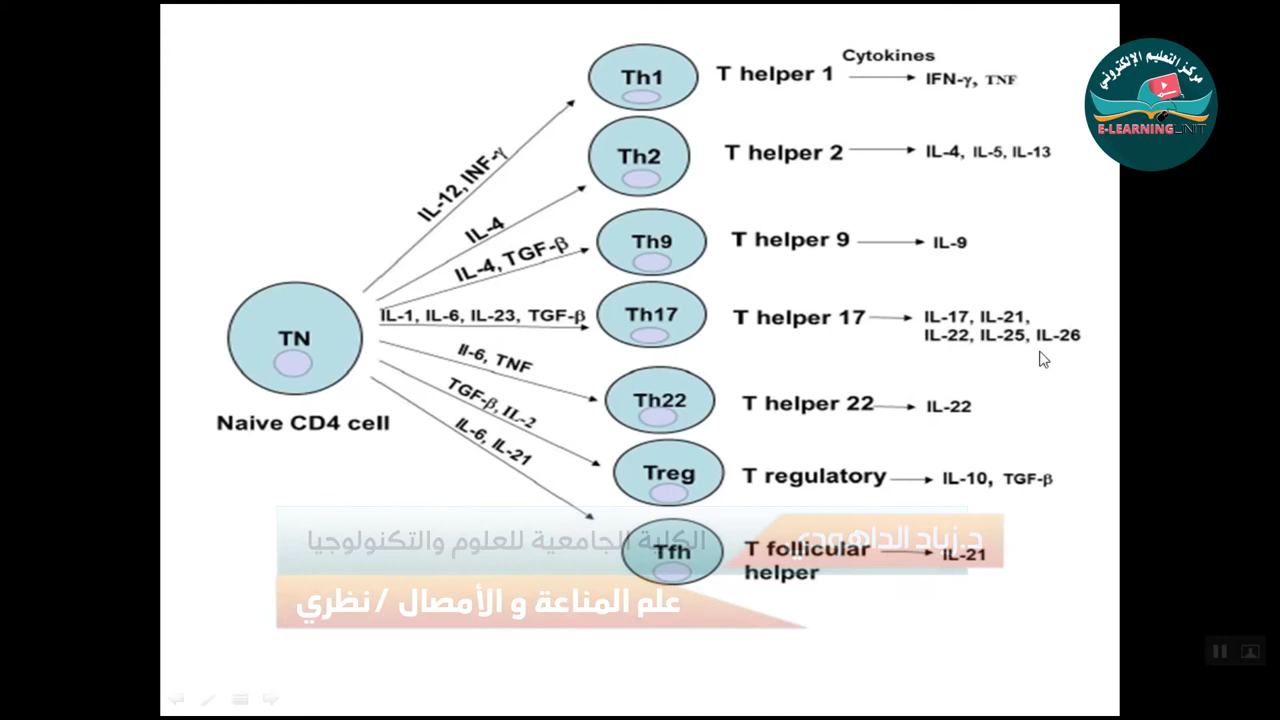 Cytokines
Th1
T helper 1
IFN-γ, TNF
IL-12, INF-γ
Th2
T helper 2
IL-4, IL-5, IL-13
IL-4
Th9
T helper 9
IL-9
IL-4, TGF-β
Th17
T helper 17
IL-17, IL-21,
IL-22, IL-25, IL-26
IL-1, IL-6, IL-23, TGF-β
TN
Naive CD4 cell
Il-6, TNF
Th22
T helper 22
IL-22
TGF-β, IL-2
Treg
T regulatory
IL-10, TGF-β
IL-6, IL-21
Tfh
T follicular
helper
IL-21
مركز التعليم الإلكتروني
E-LEARNING UNIT
د.زياد الداهودي
الكلية الجامعية للعلوم والتكنولوجيا
علم المناعة و الأمصال / نظري